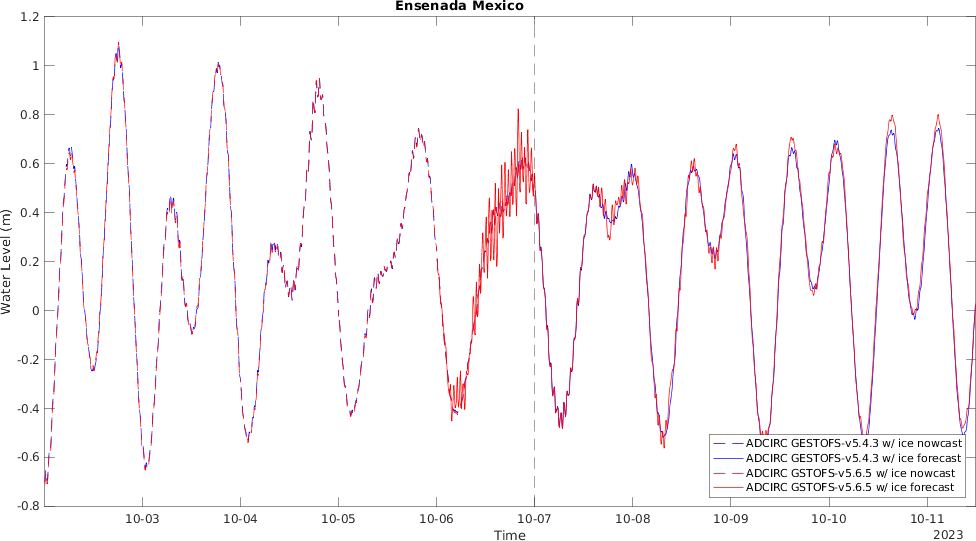 Ensenada Mexico
1.2
1
0.8
0.6
0.4
0.2
0
-0.2
-0.4
-0.6
-0.8
Water Level (m)
10-03 10-04 10-05 10-06 10-07 10-08 10-09 10-10 10-11
Time
2023
ADCIRC GESTOFS-v5.4.3 w/ ice nowcast
ADCIRC GESTOFS-v5.4.3 w/ ice forecast
ADCIRC GSTOFS-v5.6.5 w/ ice nowcast
ADCIRC GSTOFS-v5.6.5 w/ ice forecast